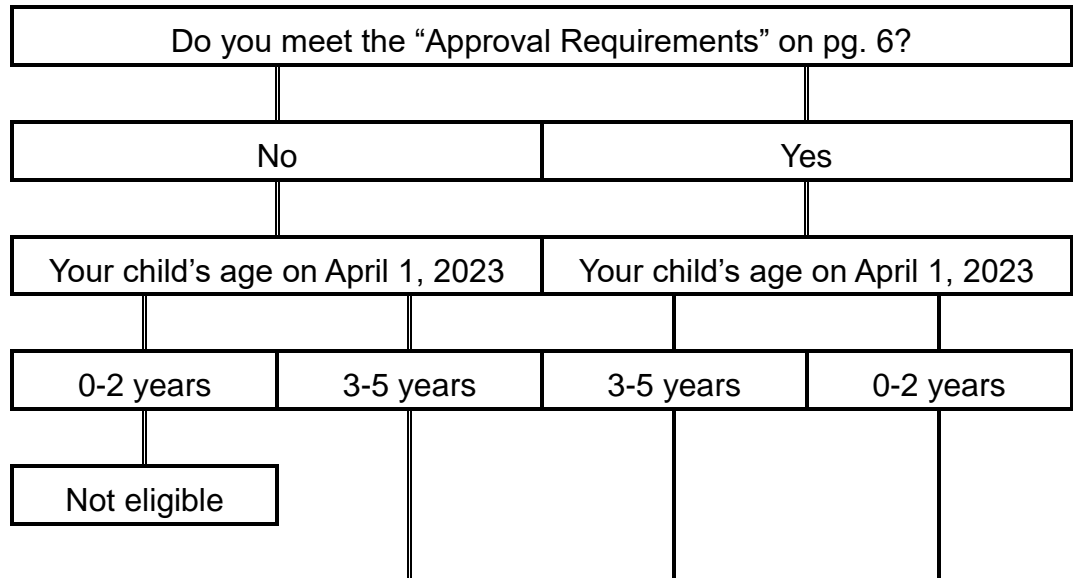 Do you meet the “Approval Requirements” on pg. 6?
No
Yes
Your child’s age on April 1, 2023
Your child’s age on April 1, 2023
0-2 years
3-5 years
3-5 years
0-2 years
Not eligible